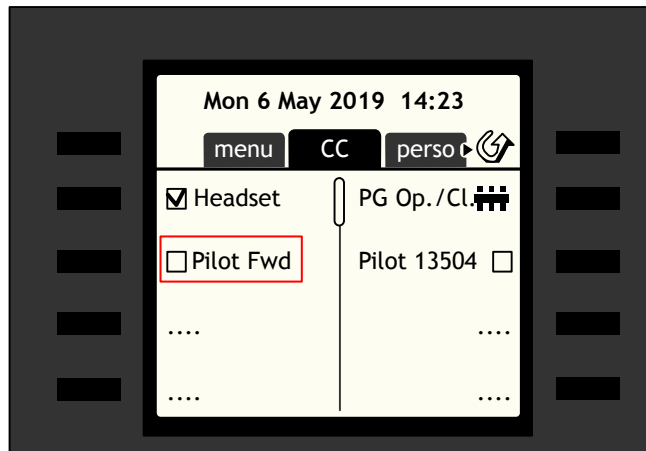 Mon 6 May 2019 14:23
menu CC perso
Headset PG Op./Cl.
Pilot Fwd Pilot 13504
.... ....
.... ....